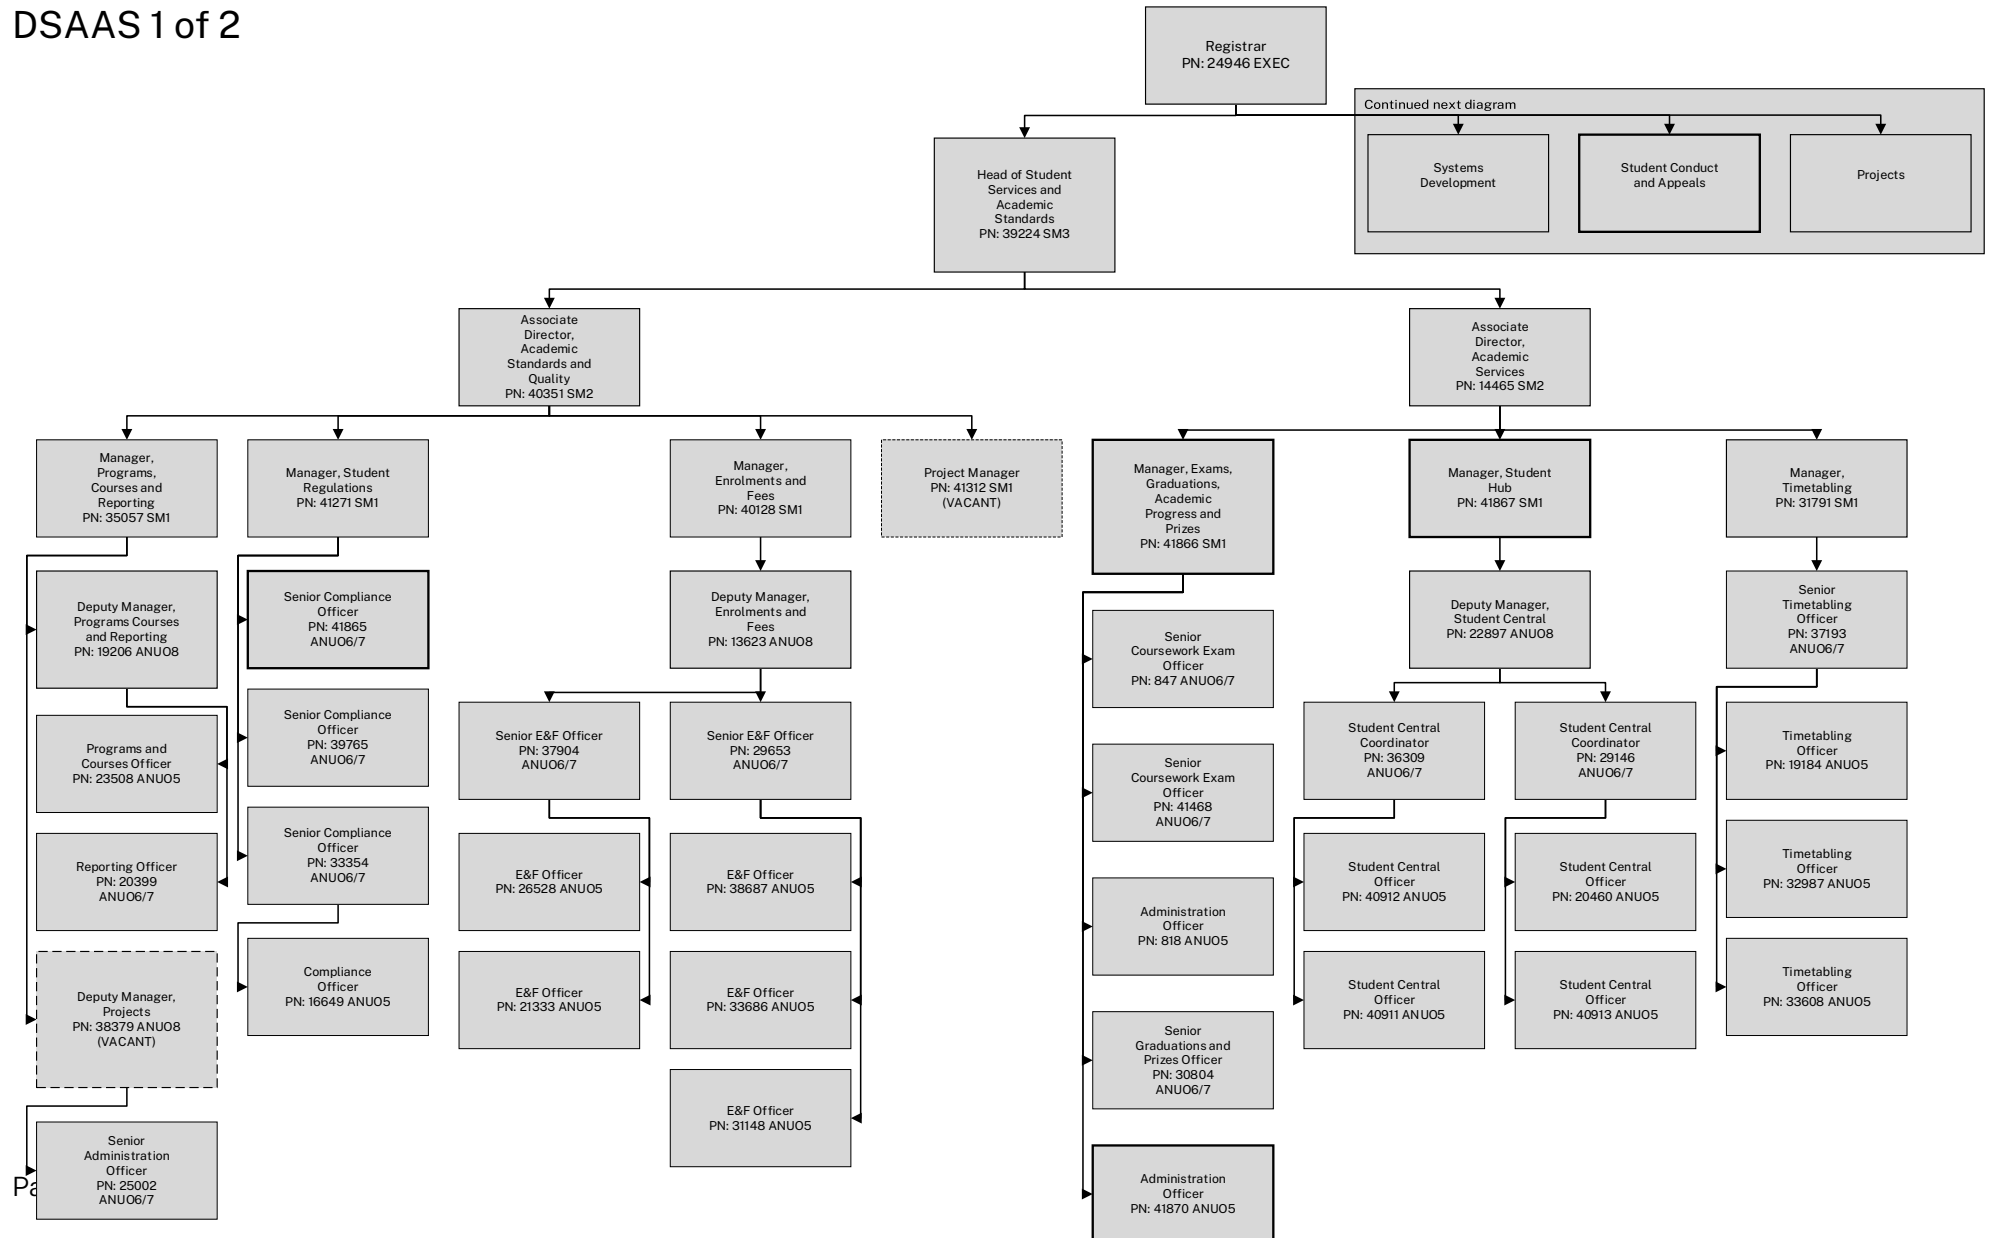 DSAAS 1 of 2
Registrar
PN: 24946 EXEC
Continued next diagram
Systems
Development
Student Conduct
and Appeals
Projects
Head of Student
Services and
Academic
Standards
PN: 39224 SM3
Associate
Director,
Academic
Standards and
Quality
PN: 40351 SM2
Associate
Director,
Academic
Services
PN: 14465 SM2
Manager,
Programs,
Courses and
Reporting
PN: 35057 SM1
Manager, Student
Regulations
PN: 41271 SM1
Manager,
Enrolments and
Fees
PN: 40128 SM1
Project Manager
PN: 41312 SM1
(VACANT)
Manager, Exams,
Graduations,
Academic
Progress and
Prizes
PN: 41866 SM1
Manager, Student
Hub
PN: 41867 SM1
Manager,
Timetabling
PN: 31791 SM1
Deputy Manager,
Programs Courses
and Reporting
PN: 19206 ANUO8
Programs and
Courses Officer
PN: 23508 ANUO5
Reporting Officer
PN: 20399
ANUO6/7
Deputy Manager,
Projects
PN: 38379 ANUO8
(VACANT)
Senior
Administration
Officer
PN: 25002
ANUO6/7
Senior Compliance
Officer
PN: 41865
ANUO6/7
Senior Compliance
Officer
PN: 39765
ANUO6/7
Senior Compliance
Officer
PN: 33354
ANUO6/7
Compliance
Officer
PN: 16649 ANUO5
Deputy Manager,
Enrolments and
Fees
PN: 13623 ANUO8
Senior E&F Officer
PN: 37904
ANUO6/7
Senior E&F Officer
PN: 29653
ANUO6/7
E&F Officer
PN: 26528 ANUO5
E&F Officer
PN: 21333 ANUO5
E&F Officer
PN: 38687 ANUO5
E&F Officer
PN: 33686 ANUO5
E&F Officer
PN: 31148 ANUO5
Senior
Coursework Exam
Officer
PN: 847 ANUO6/7
Senior
Coursework Exam
Officer
PN: 41468
ANUO6/7
Administration
Officer
PN: 818 ANUO5
Senior
Graduations and
Prizes Officer
PN: 30804
ANUO6/7
Administration
Officer
PN: 41870 ANUO5
Deputy Manager,
Student Central
PN: 22897 ANUO8
Student Central
Coordinator
PN: 36309
ANUO6/7
Student Central
Coordinator
PN: 29146
ANUO6/7
Student Central
Officer
PN: 40912 ANUO5
Student Central
Officer
PN: 40911 ANUO5
Student Central
Officer
PN: 20460 ANUO5
Student Central
Officer
PN: 40913 ANUO5
Senior
Timetabling
Officer
PN: 37193
ANUO6/7
Timetabling
Officer
PN: 19184 ANUO5
Timetabling
Officer
PN: 32987 ANUO5
Timetabling
Officer
PN: 33608 ANUO5